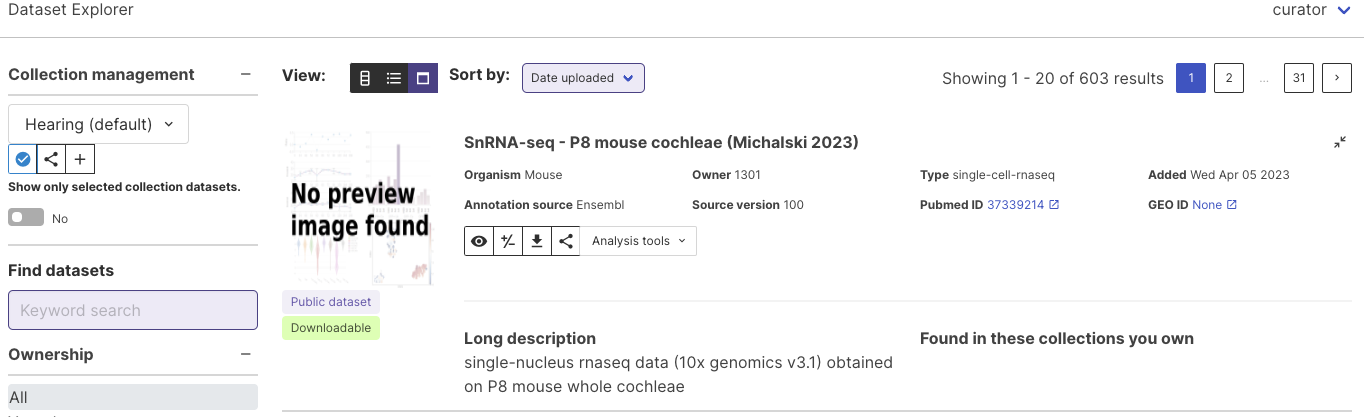 Dataset Explorer
curator
Collection management
Hearing (default)
Show only selected collection datasets.
No
Find datasets
Keyword search
Ownership
All
View:
Sort by:
Date uploaded
Showing 1 - 20 of 603 results
1
2
...
31
No preview
image found
Public dataset
Downloadable
SnRNA-seq - P8 mouse cochleae (Michalski 2023)
Organism Mouse
Owner 1301
Type single-cell-rnaseq
Added Wed Apr 05 2023
Annotation source Ensembl
Source version 100
Pubmed ID 37339214
GEO ID None
Analysis tools
Long description
single-nucleus rnaseq data (10x genomics v3.1) obtained
on P8 mouse whole cochleae
Found in these collections you own